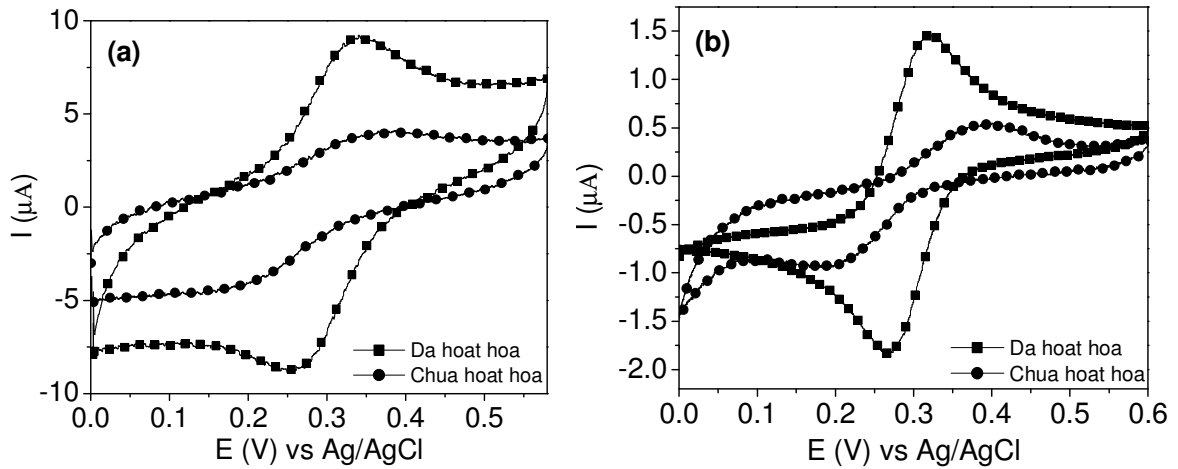 (a)
10
5
0
-5
-10
I (μA)
0.0 0.1 0.2 0.3 0.4 0.5
E (V) vs Ag/AgCl
Da hoat hoa
Chua hoat hoa
(b)
1.5
1.0
0.5
0.0
-0.5
-1.0
-1.5
-2.0
I (μA)
0.0 0.1 0.2 0.3 0.4 0.5 0.6
E (V) vs Ag/AgCl
Da hoat hoa
Chua hoat hoa